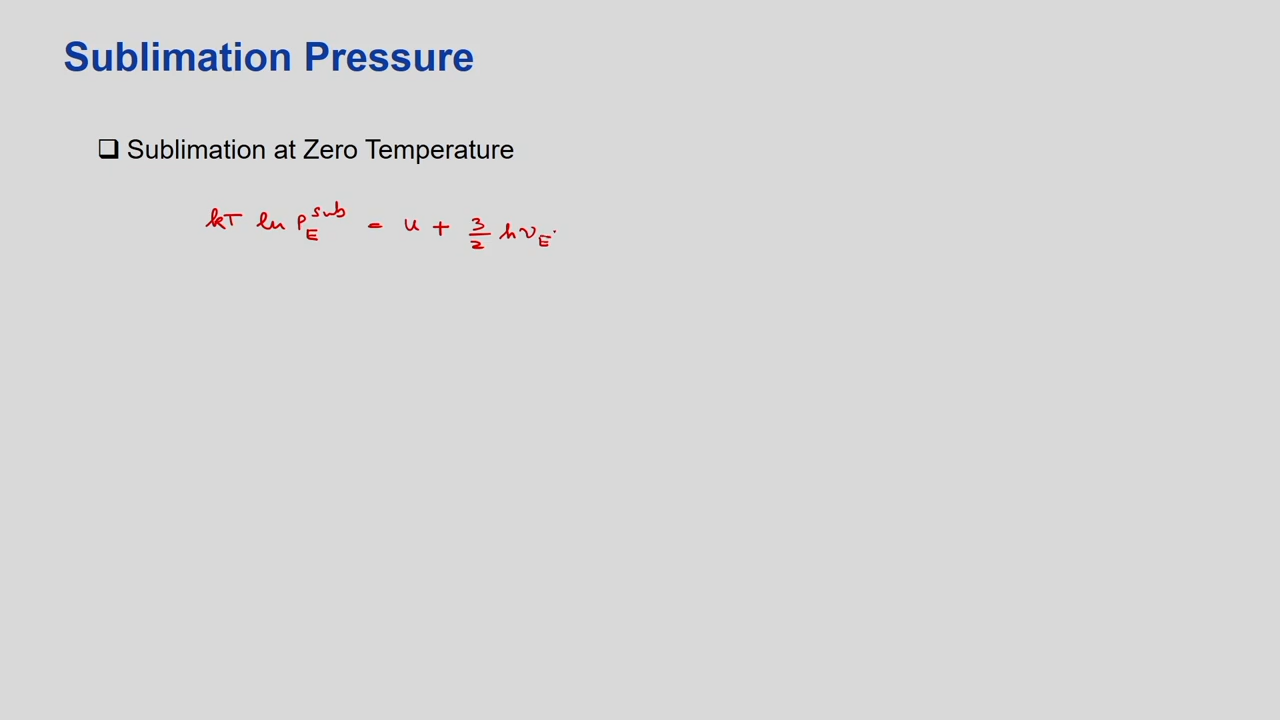 Sublimation Pressure
❑ Sublimation at Zero Temperature
kT ln p_E^sub = u + 3/2 hν_E